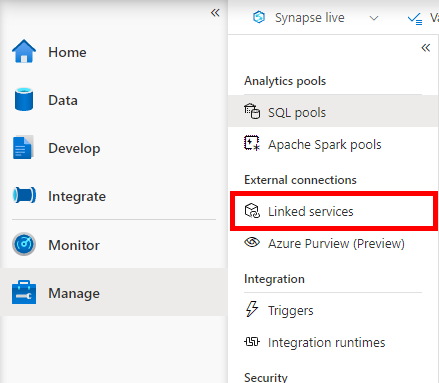 «
Home
Data
Develop
Integrate
Monitor
Manage
Synapse live
«
Analytics pools
SQL pools
Apache Spark pools
External connections
Linked services
Azure Purview (Preview)
Integration
Triggers
Integration runtimes
Security